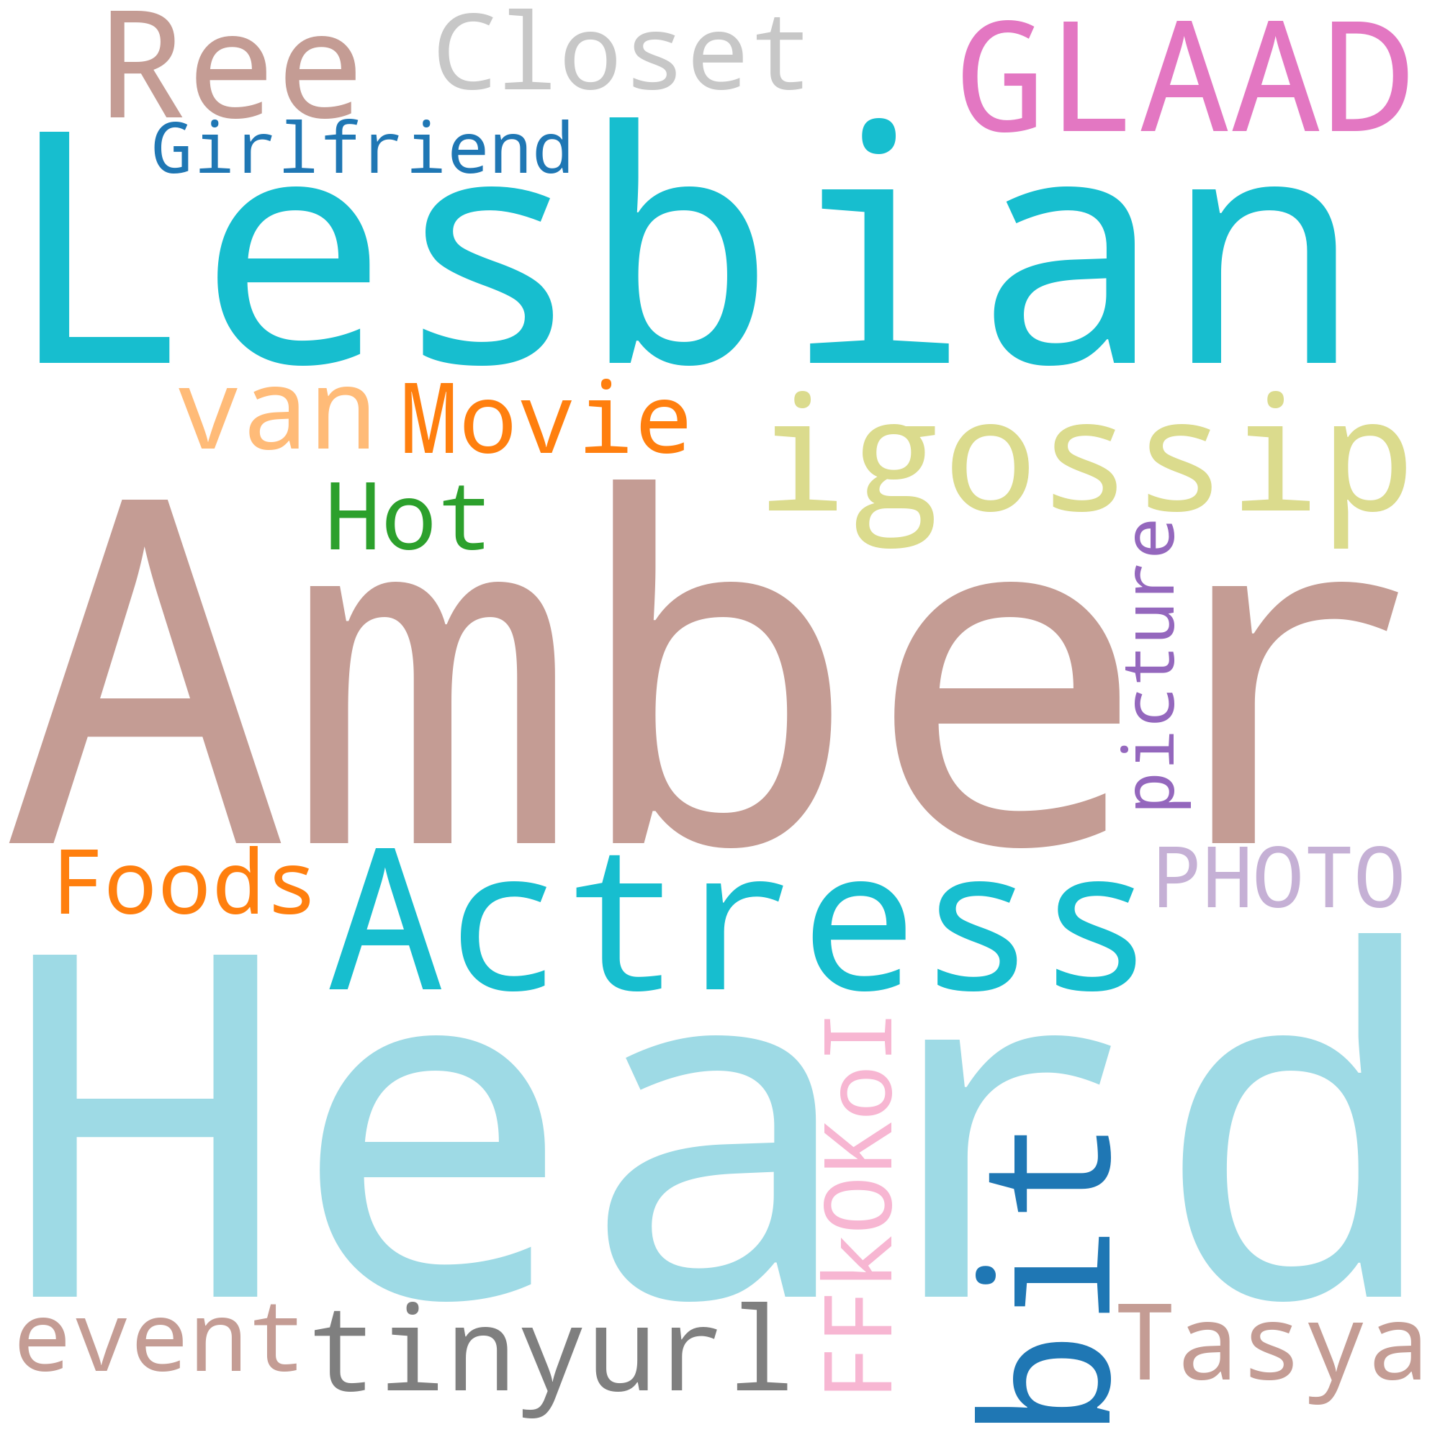 Ree
Closet
GLAAD
Girlfriend
Lesbian
van
Movie
igossip
Hot
picture
Amber
Foods
Actress
PHOTO
Heard
FFkOKoI
bit
event
tinyurl
Tasya